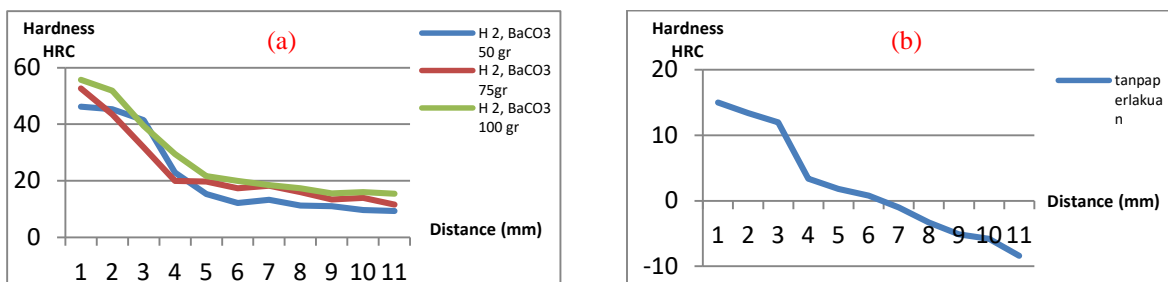 Hardness
HRC
(a)
60
40
20
0
1 2 3 4 5 6 7 8 9 10 11
Distance (mm)
H 2, BaCO3
50 gr
H 2, BaCO3
75gr
H 2, BaCO3
100 gr
Hardness
HRC
(b)
20
10
0
-10
1 2 3 4 5 6 7 8 9 10 11
Distance (mm)
tanpap
erlakua
n